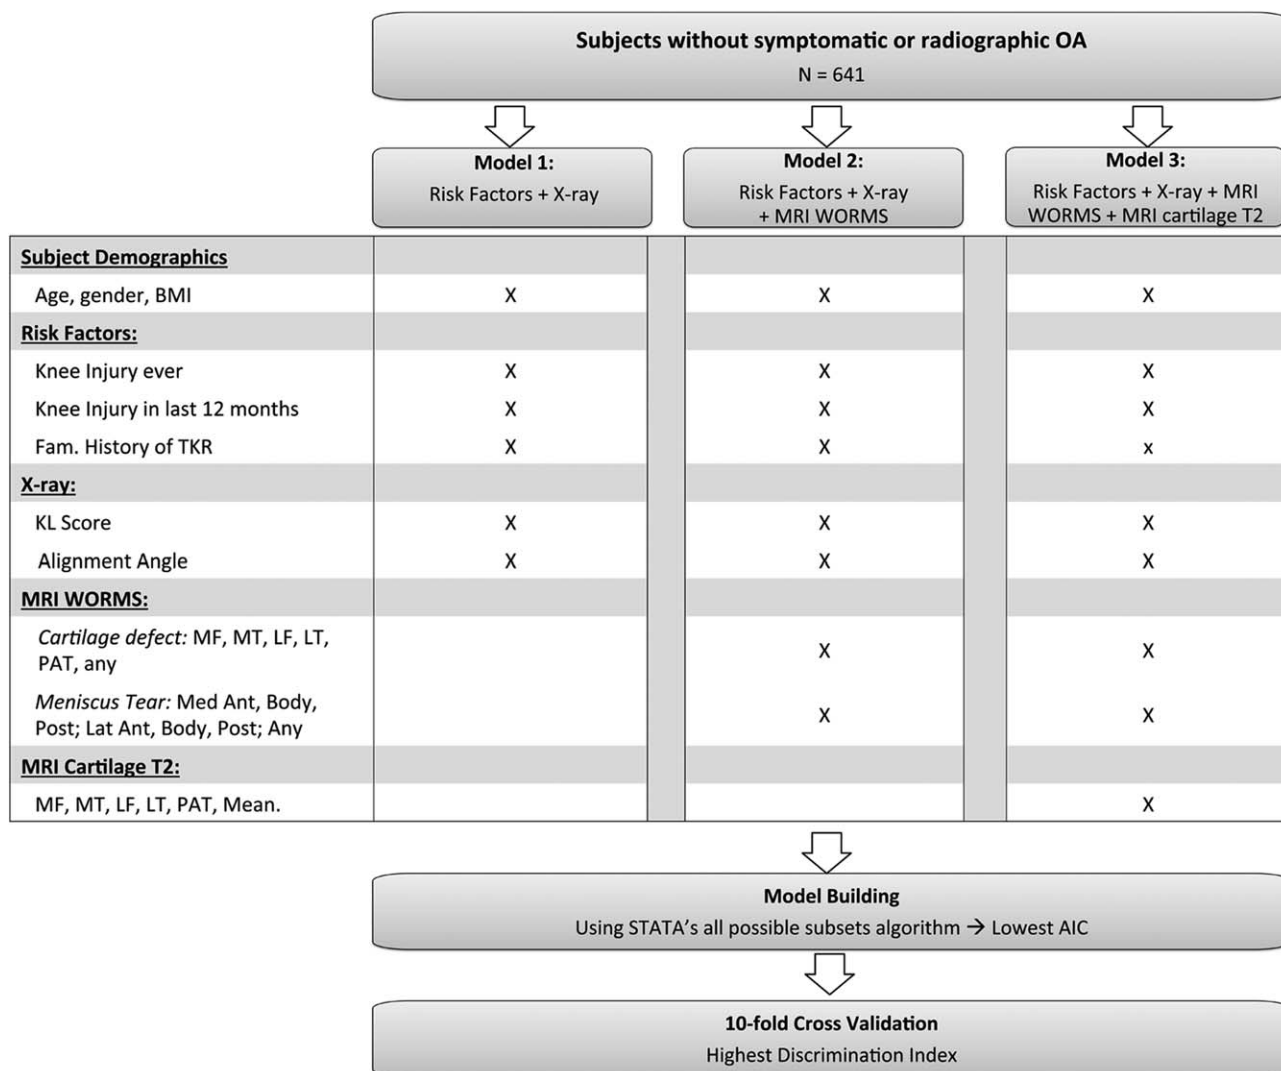 Subjects without symptomatic or radiographic OA
N = 641
Model 1:
Risk Factors + X-ray
Model 2:
Risk Factors + X-ray
+ MRI WORMS
Model 3:
Risk Factors + X-ray + MRI
WORMS + MRI cartilage T2
Subject Demographics
Age, gender, BMI X X X
Risk Factors:
Knee Injury ever X X X
Knee Injury in last 12 months X X X
Fam. History of TKR X X x
X-ray:
KL Score X X X
Alignment Angle X X X
MRI WORMS:
Cartilage defect: MF, MT, LF, LT,
PAT, any X X
Meniscus Tear: Med Ant, Body,
Post; Lat Ant, Body, Post; Any X X
MRI Cartilage T2:
MF, MT, LF, LT, PAT, Mean. X
Model Building
Using STATA's all possible subsets algorithm → Lowest AIC
10-fold Cross Validation
Highest Discrimination Index